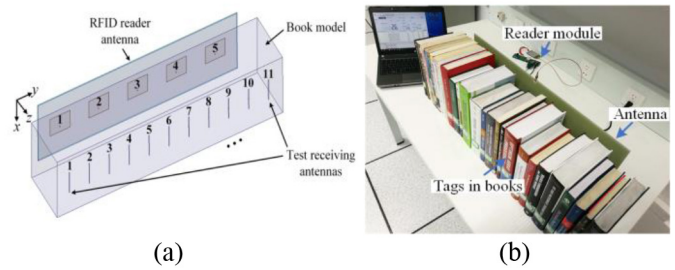 RFID reader
antenna
Book model
y
x
z
1
2
3
4
5
1
2
3
4
5
6
7
8
9
10
11
...
Test receiving
antennas
(a)
Reader module
Antenna
Tags in books
(b)